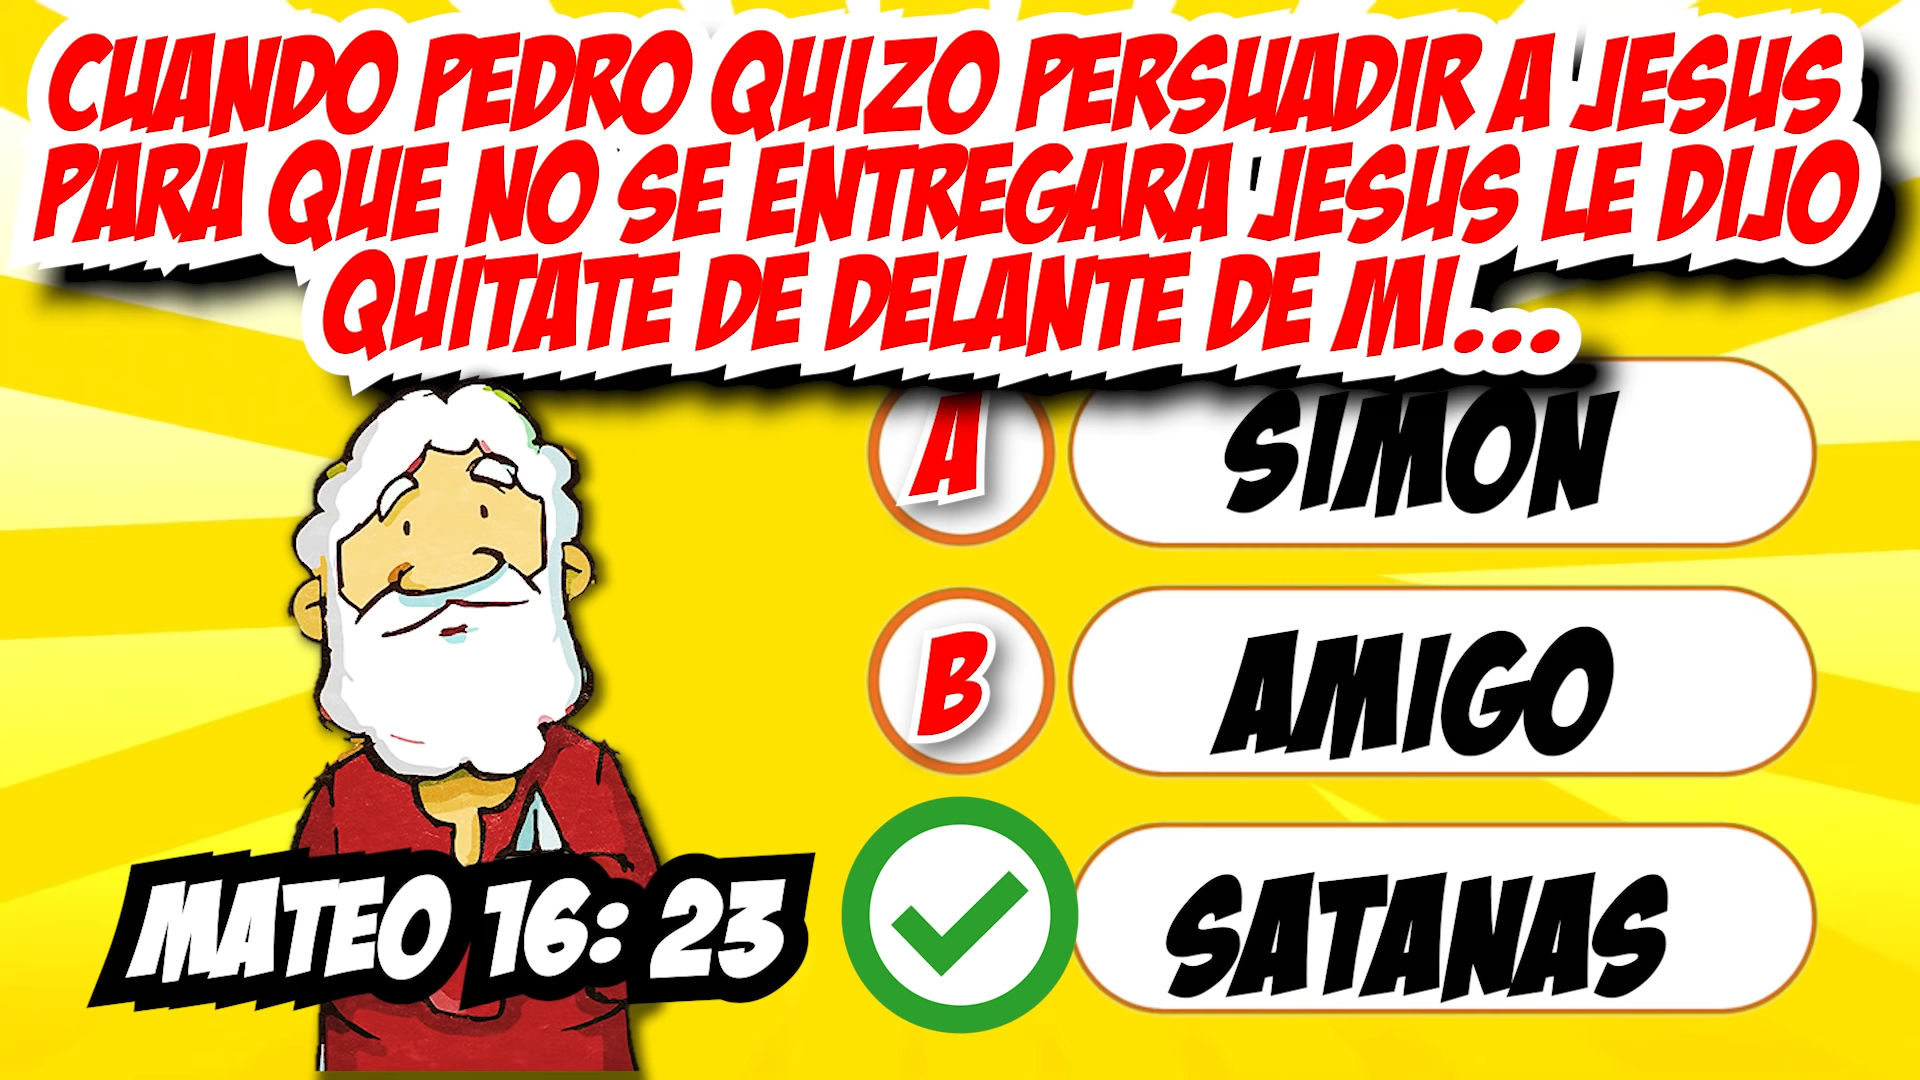 CUANDO PEDRO QUIZO PERSUADIR A JESUS
PARA QUE NO SE ENTREGARA JESUS LE DIJO
QUITATE DE DELANTE DE MI...
A SIMON
B AMIGO
SATANAS
MATEO 16: 23